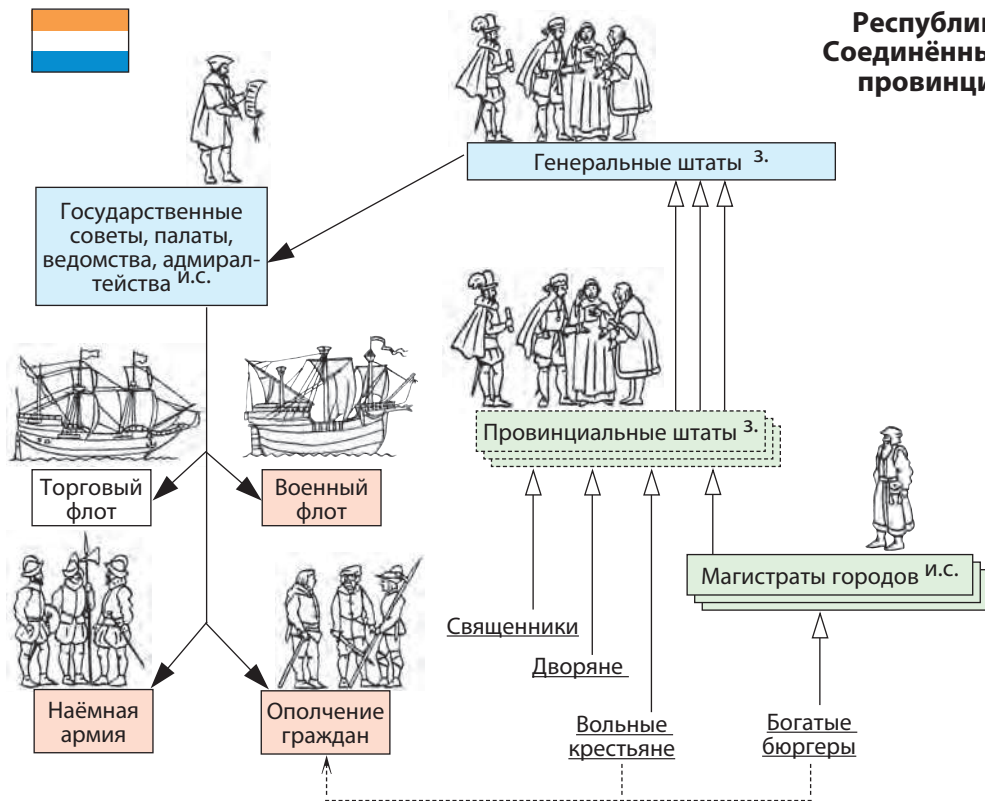 Республи
Соединённы
провинци
Генеральные штаты з.
Государственные
советы, палаты,
ведомства, адмирал-
тейства и.с.
Провинциальные штаты з.
Торговый
флот
Военный
флот
Магистраты городов и.с.
Священники
Дворяне
Наёмная
армия
Ополчение
граждан
Вольные
крестьяне
Богатые
бюргеры